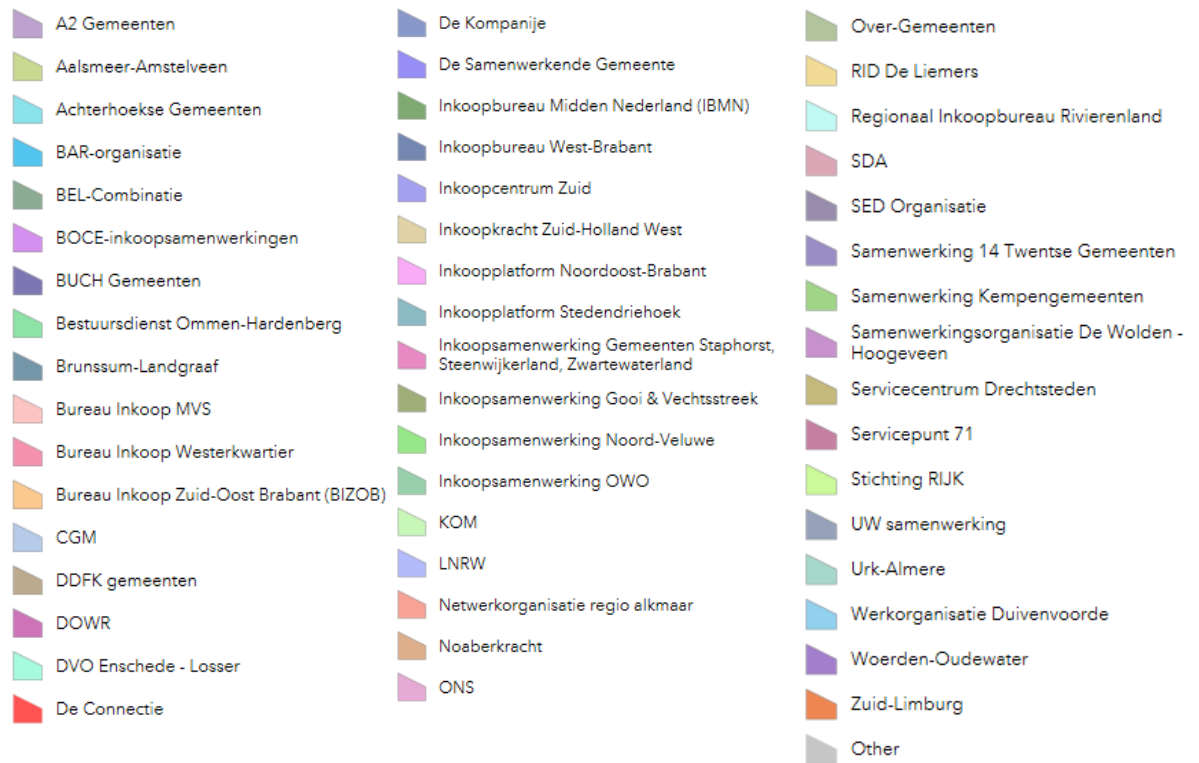 A2 Gemeenten
Aalsmeer-Amstelveen
Achterhoekse Gemeenten
BAR-organisatie
BEL-Combinatie
BOCE-inkoopsamenwerkingen
BUCH Gemeenten
Bestuursdienst Ommen-Hardenberg
Brunssum-Landgraaf
Bureau Inkoop MVS
Bureau Inkoop Westerkwartier
Bureau Inkoop Zuid-Oost Brabant (BIZOB)
CGM
DDFK gemeenten
DOWR
DVO Enschede - Losser
De Connectie
De Kompanije
De Samenwerkende Gemeente
Inkoopbureau Midden Nederland (IBMN)
Inkoopbureau West-Brabant
Inkoopcentrum Zuid
Inkoopkracht Zuid-Holland West
Inkoopplatform Noordoost-Brabant
Inkoopplatform Stedendriehoek
Inkoopsamenwerking Gemeenten Staphorst,
Steenwijkerland, Zwartewaterland
Inkoopsamenwerking Gooi & Vechtsstreek
Inkoopsamenwerking Noord-Veluwe
Inkoopsamenwerking OWO
KOM
LNRW
Netwerkorganisatie regio alkmaar
Noaberkracht
ONS
Over-Gemeenten
RID De Liemers
Regionaal Inkoopbureau Rivierenland
SDA
SED Organisatie
Samenwerking 14 Twentse Gemeenten
Samenwerking Kempengemeenten
Samenwerkingsorganisatie De Wolden -
Hoogeveen
Servicecentrum Drechtsteden
Servicepunt 71
Stichting RIJK
UW samenwerking
Urk-Almere
Werkorganisatie Duivenvoorde
Woerden-Oudewater
Zuid-Limburg
Other